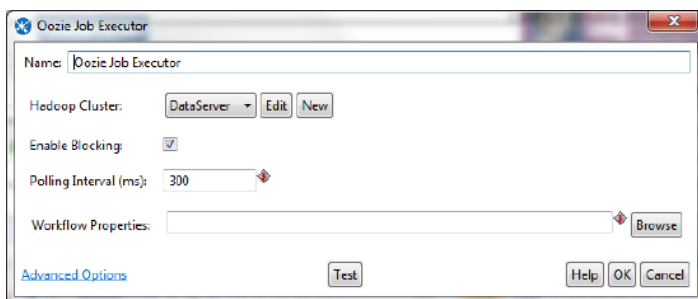 Oozie Job Executor
Name: Oozie Job Executor
Hadoop Cluster: DataServer Edit New
Enable Blocking:
Polling Interval (ms): 300
Workflow Properties: Browse
Advanced Options Test Help OK Cancel